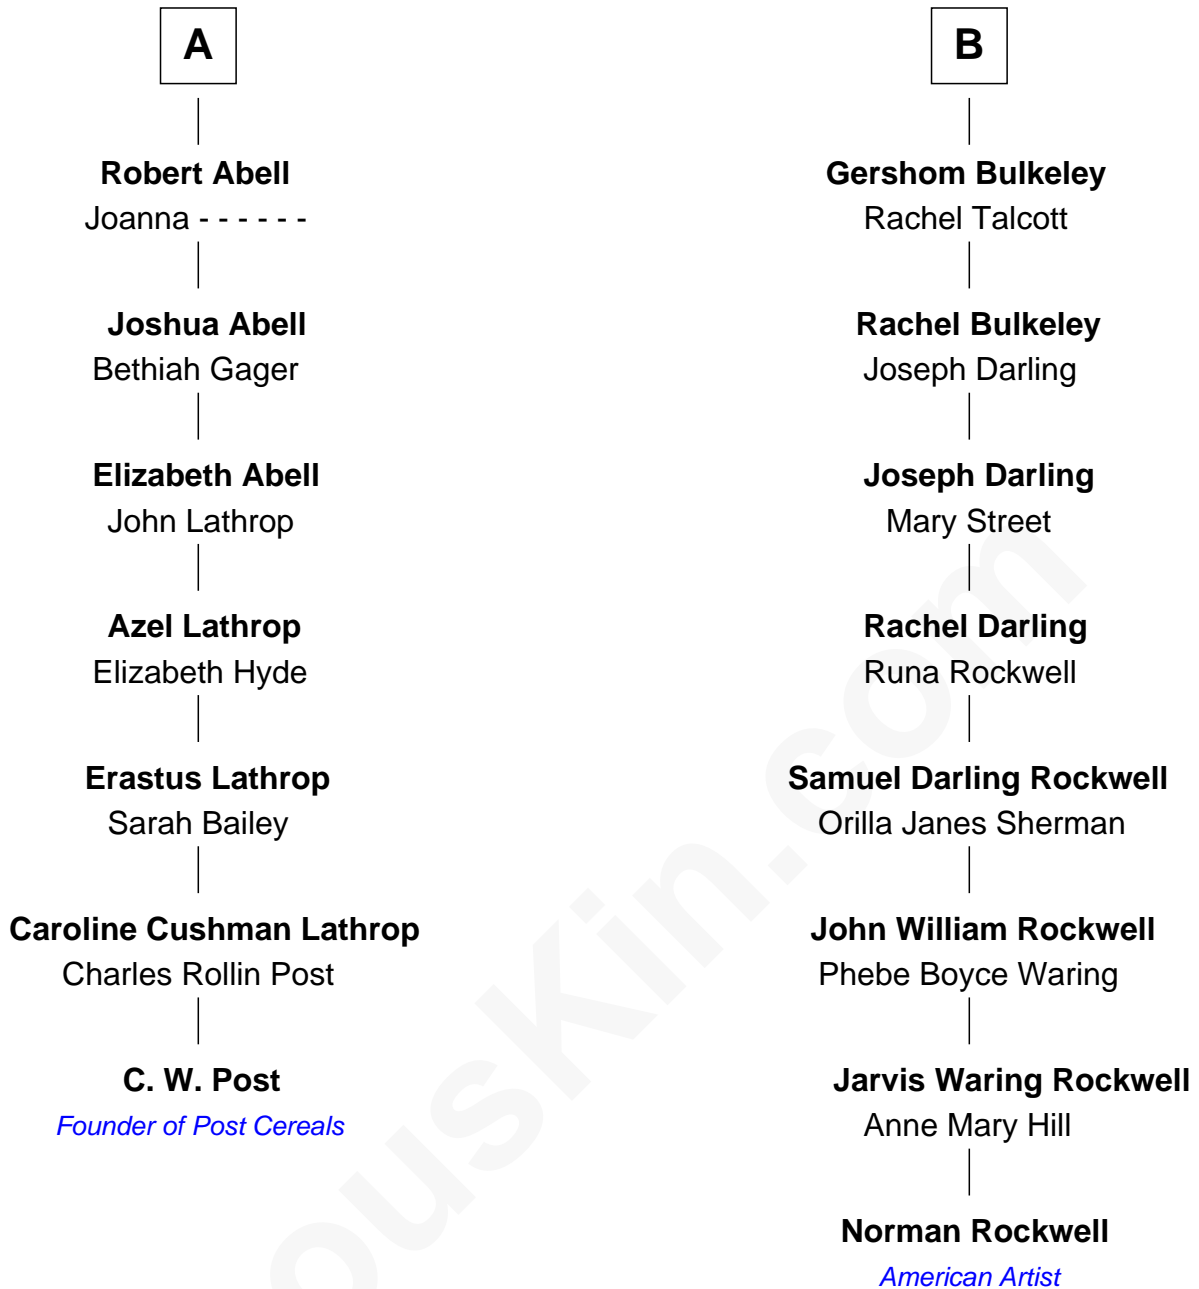 A
Robert Abell
Joanna - - - - - -
Joshua Abell
Bethiah Gager
Elizabeth Abell
John Lathrop
Azel Lathrop
Elizabeth Hyde
Erastus Lathrop
Sarah Bailey
Caroline Cushman Lathrop
Charles Rollin Post
C. W. Post
Founder of Post Cereals
B
Gershom Bulkeley
Rachel Talcott
Rachel Bulkeley
Joseph Darling
Joseph Darling
Mary Street
Rachel Darling
Runa Rockwell
Samuel Darling Rockwell
Orilla Janes Sherman
John William Rockwell
Phebe Boyce Waring
Jarvis Waring Rockwell
Anne Mary Hill
Norman Rockwell
American Artist
ouskin.com